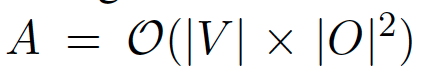 A = 𝒪(|V| × |O|²)